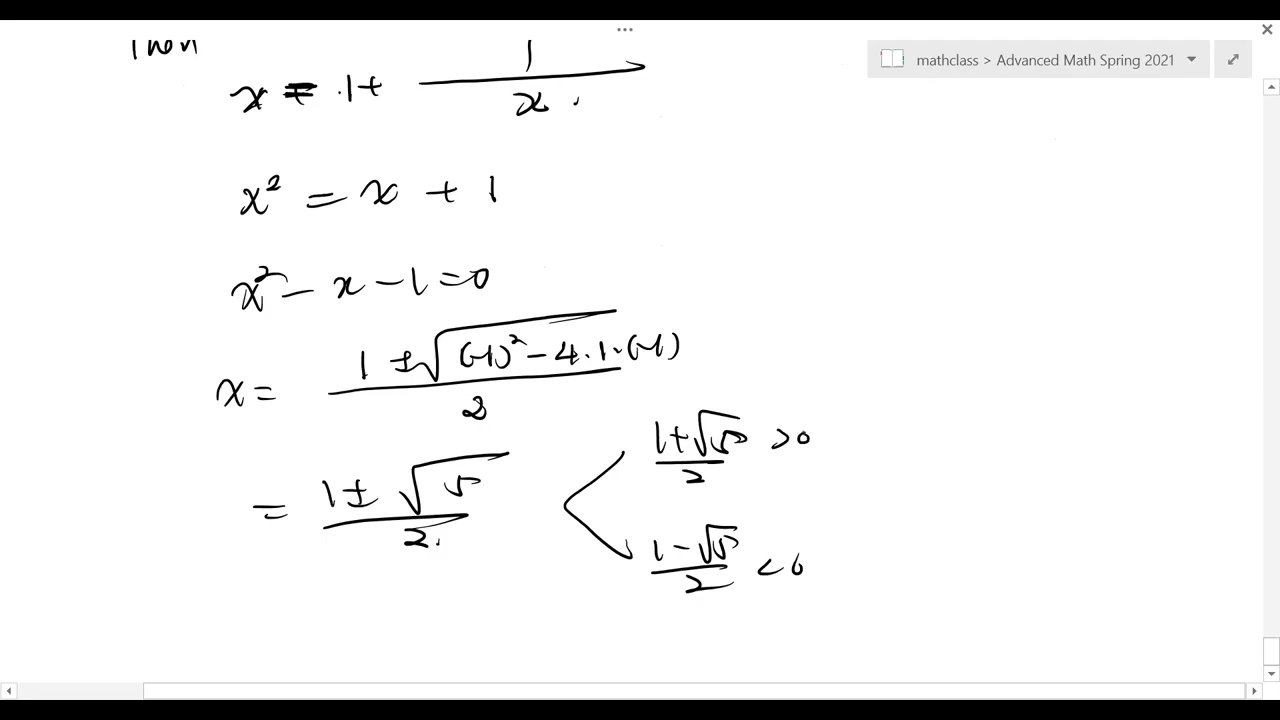 mathclass > Advanced Math Spring 2021
Then
x = 1 + 1/x.
x² = x + 1
x² - x - 1 = 0
x = (1 ± √((-1)² - 4·1·(-1)))/2
= (1 ± √5)/2.
(1+√5)/2 > 0
(1-√5)/2 < 0